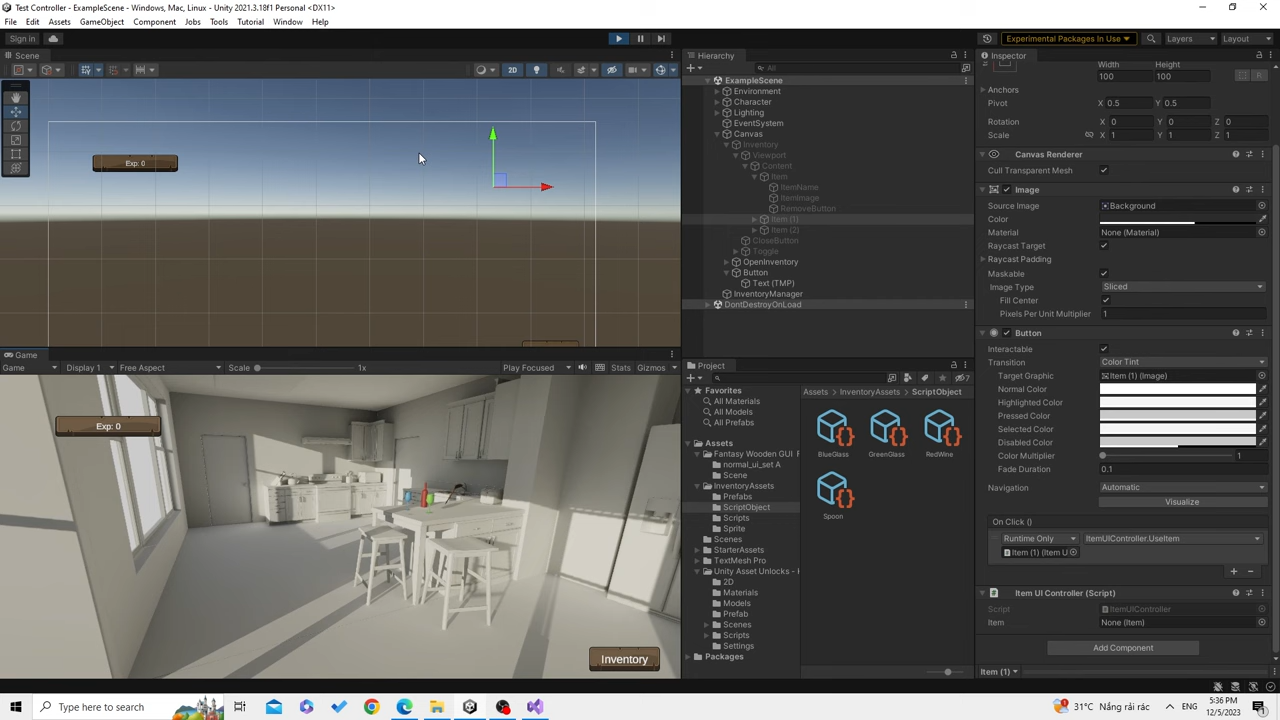 Test Controller - ExampleScene - Windows, Mac, Linux - Unity 2021.3.18f1 Personal <DX11>
File Edit Assets GameObject Component Jobs Tools Tutorial Window Help
Sign in
Experimental Packages In Use
Layers
Layout
Scene
2D
Exp: 0
Game
Game
Display 1
Free Aspect
Scale
1x
Play Focused
Stats
Gizmos
Exp: 0
Inventory
Hierarchy
All
ExampleScene
Environment
Character
Lighting
EventSystem
Canvas
Inventory
Viewport
Content
Item
ItemName
ItemImage
RemoveButton
Item (1)
Item (2)
CloseButton
Toggle
OpenInventory
Button
Text (TMP)
InventoryManager
DontDestroyOnLoad
Project
7
Favorites
All Materials
All Models
All Prefabs
Assets
Fantasy Wooden GUI F
normal_ui_set A
Scene
InventoryAssets
Prefabs
ScriptObject
Scripts
Sprite
Scenes
StarterAssets
TextMesh Pro
Unity Asset Unlocks -
2D
Materials
Models
Prefab
Scenes
Scripts
Settings
Packages
Assets
InventoryAssets
ScriptObject
BlueGlass
GreenGlass
RedWine
Spoon
Inspector
Width Height
100 100
Anchors
Pivot X 0.5 Y 0.5
Rotation X 0 Y 0 Z 0
Scale X 1 Y 1 Z 1
Canvas Renderer
Cull Transparent Mesh
Image
Source Image Background
Color
Material None (Material)
Raycast Target
Raycast Padding
Maskable
Image Type Sliced
Fill Center
Pixels Per Unit Multiplier 1
Button
Interactable
Transition Color Tint
Target Graphic Item (1) (Image)
Normal Color
Highlighted Color
Pressed Color
Selected Color
Disabled Color
Color Multiplier 1
Fade Duration 0.1
Navigation Automatic
Visualize
On Click ()
Runtime Only ItemUIController.UseItem
Item (1) (Item U
Item UI Controller (Script)
Script ItemUIController
Item None (Item)
Add Component
Item (1)
Type here to search
31°C Nắng rải rác
ENG
5:36 PM
12/5/2023